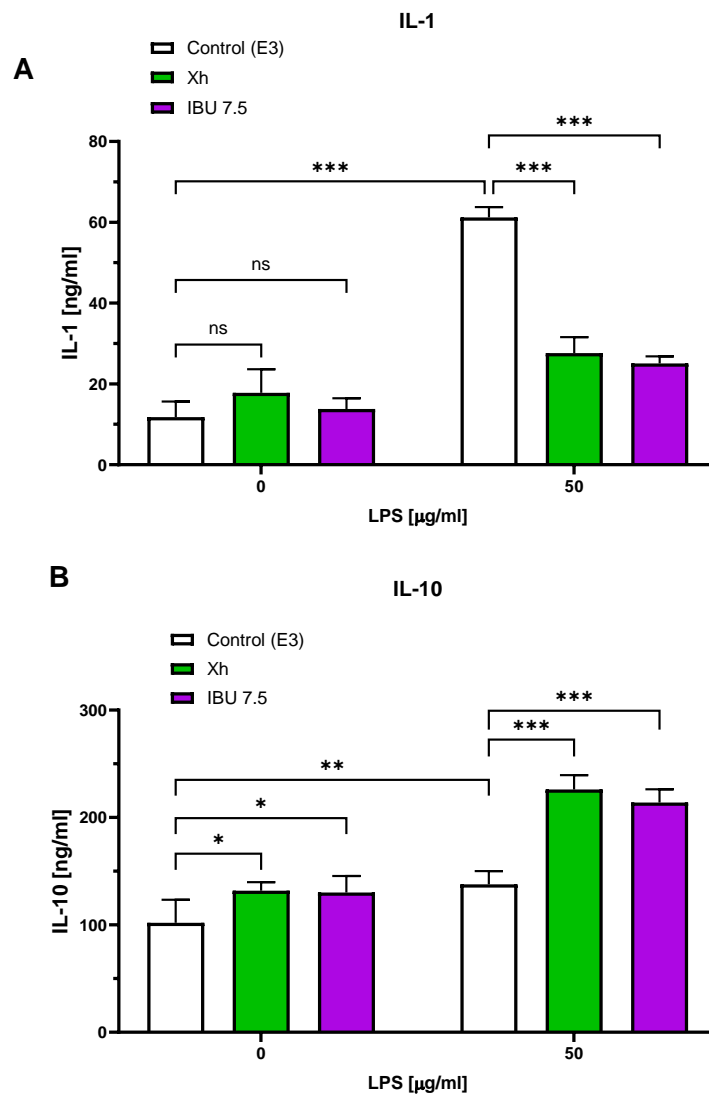 IL-1
A
Control (E3)
Xh
IBU 7.5
***
***
***
ns
ns
80
60
40
20
0
IL-1 [ng/ml]
0
50
LPS [µg/ml]
B
IL-10
Control (E3)
Xh
IBU 7.5
***
***
**
*
*
300
200
100
0
IL-10 [ng/ml]
0
50
LPS [µg/ml]